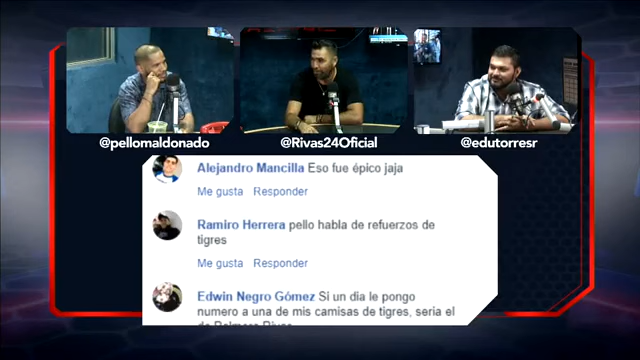 @pellomaldonado @Rivas24Oficial @edutorresr
Alejandro Mancilla Eso fue épico jaja
Me gusta Responder
Ramiro Herrera pello habla de refuerzos de
tigres
Me gusta Responder
Edwin Negro Gómez Si un dia le pongo
numero a una de mis camisas de tigres, seria el
de Palmera Rivas